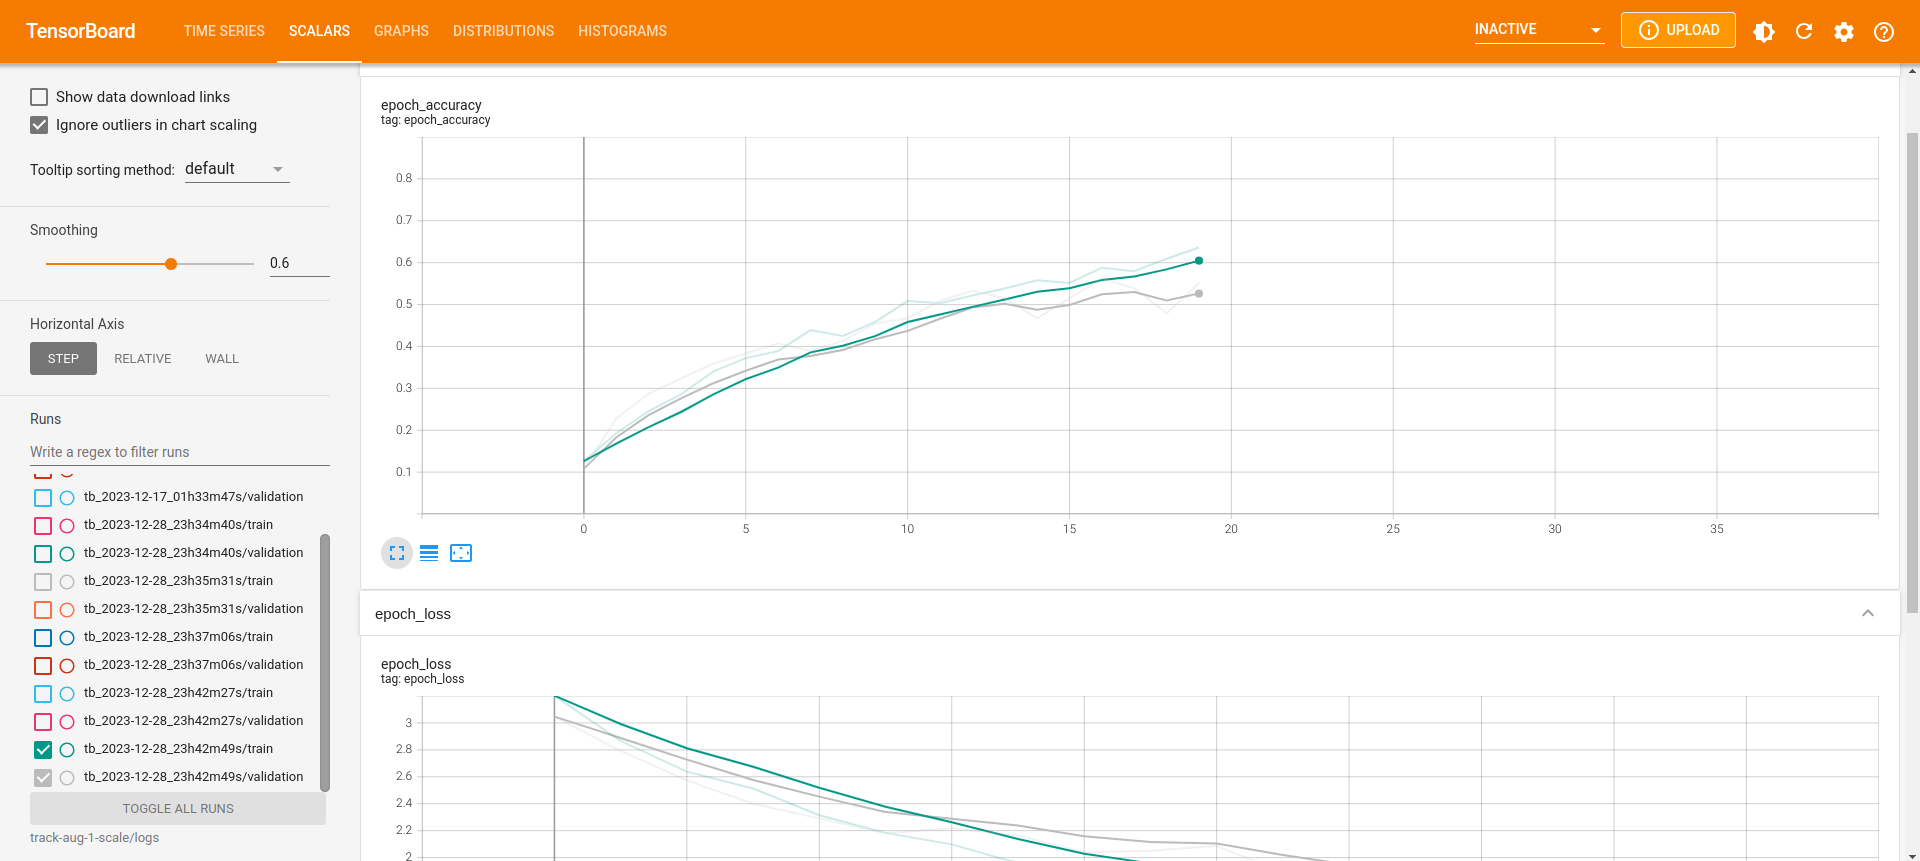 TensorBoard
TIME SERIES
SCALARS
GRAPHS
DISTRIBUTIONS
HISTOGRAMS
INACTIVE
UPLOAD
Show data download links
Ignore outliers in chart scaling
Tooltip sorting method: default
Smoothing
0.6
Horizontal Axis
STEP
RELATIVE
WALL
Runs
Write a regex to filter runs
tb_2023-12-17_01h33m47s/validation
tb_2023-12-28_23h34m40s/train
tb_2023-12-28_23h34m40s/validation
tb_2023-12-28_23h35m31s/train
tb_2023-12-28_23h35m31s/validation
tb_2023-12-28_23h37m06s/train
tb_2023-12-28_23h37m06s/validation
tb_2023-12-28_23h42m27s/train
tb_2023-12-28_23h42m27s/validation
tb_2023-12-28_23h42m49s/train
tb_2023-12-28_23h42m49s/validation
TOGGLE ALL RUNS
track-aug-1-scale/logs
epoch_accuracy
tag: epoch_accuracy
0.8
0.7
0.6
0.5
0.4
0.3
0.2
0.1
0 5 10 15 20 25 30 35
epoch_loss
epoch_loss
tag: epoch_loss
3
2.8
2.6
2.4
2.2
2